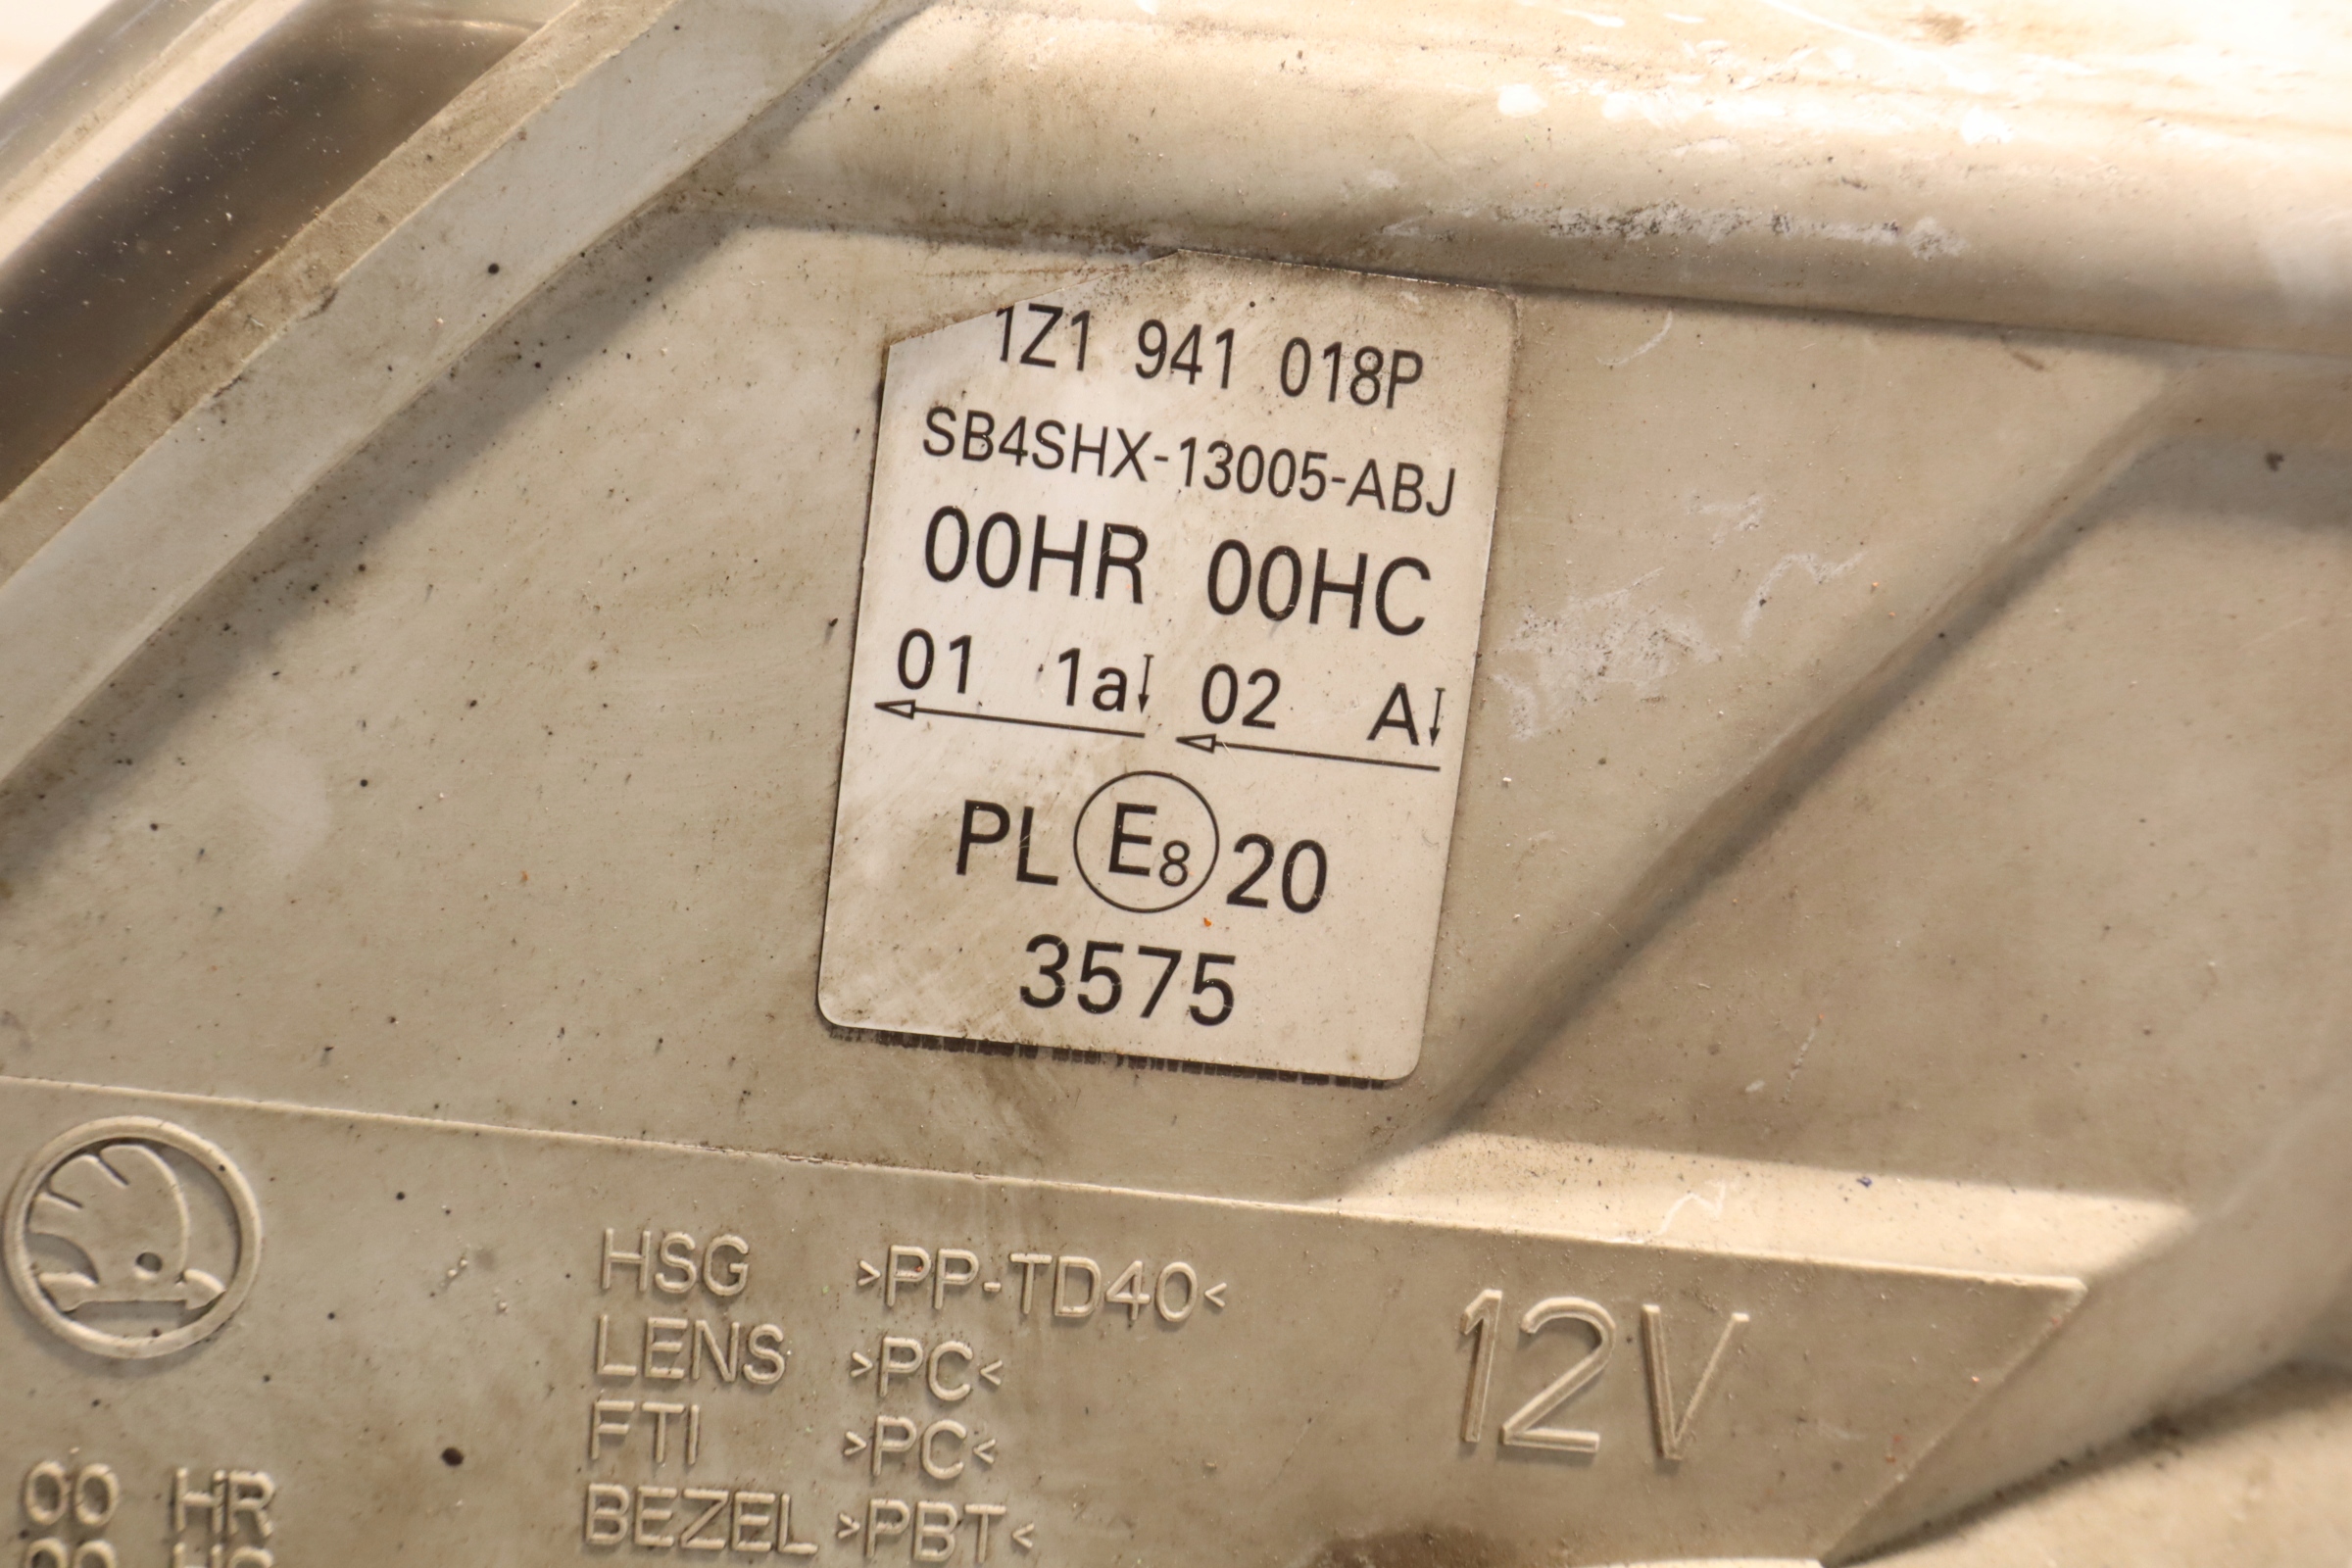 1Z1 941 018P
SB4SHX-13005-ABJ
00HR 00HC
01 1a↓ 02 A↓
PL E8 20
3575
HSG >PP-TD40<
LENS >PC<
FTI >PC<
BEZEL >PBT<
12V
00 HR